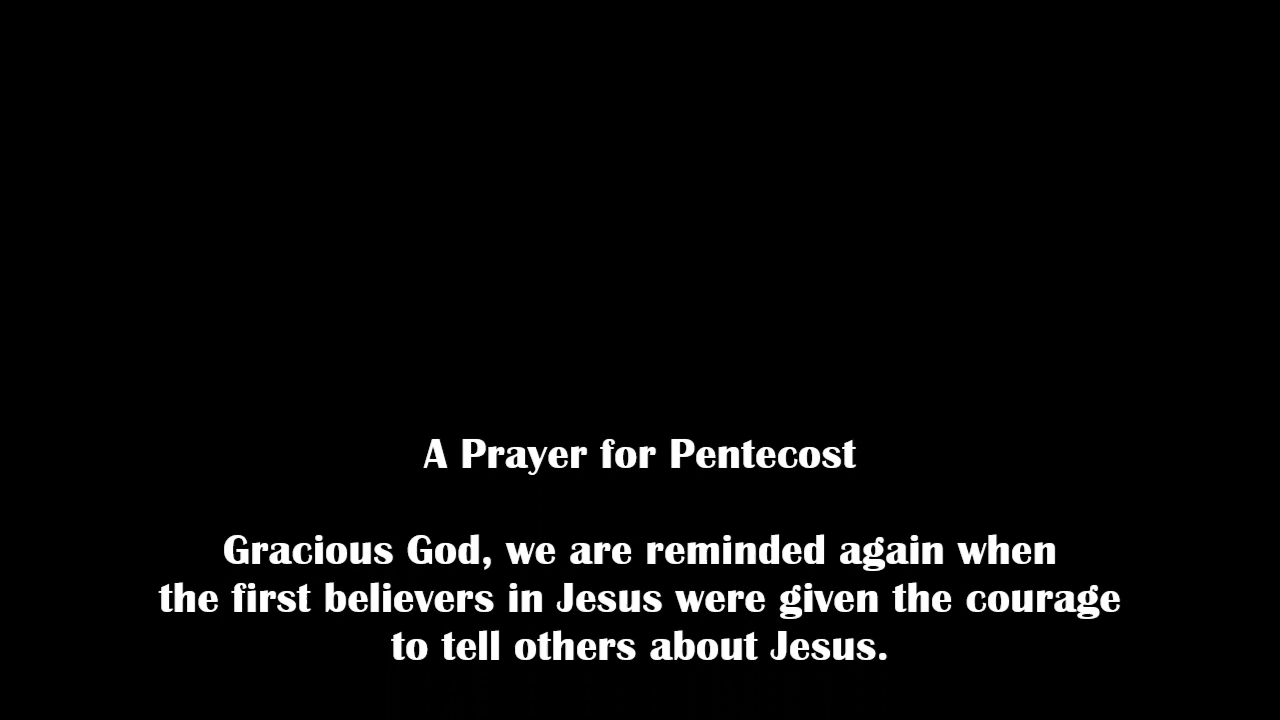 A Prayer for Pentecost
Gracious God, we are reminded again when
the first believers in Jesus were given the courage
to tell others about Jesus.